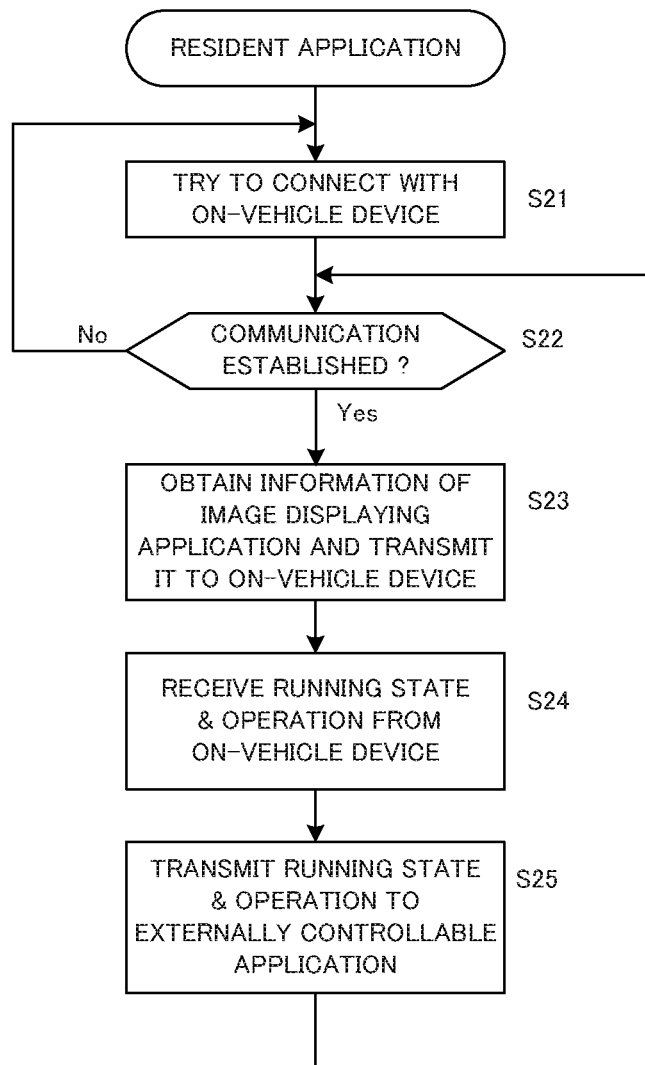 RESIDENT APPLICATION
TRY TO CONNECT WITH
ON-VEHICLE DEVICE
S21
No
COMMUNICATION
ESTABLISHED ?
S22
Yes
OBTAIN INFORMATION OF
IMAGE DISPLAYING
APPLICATION AND TRANSMIT
IT TO ON-VEHICLE DEVICE
S23
RECEIVE RUNNING STATE
& OPERATION FROM
ON-VEHICLE DEVICE
S24
TRANSMIT RUNNING STATE
& OPERATION TO
EXTERNALLY CONTROLLABLE
APPLICATION
S25